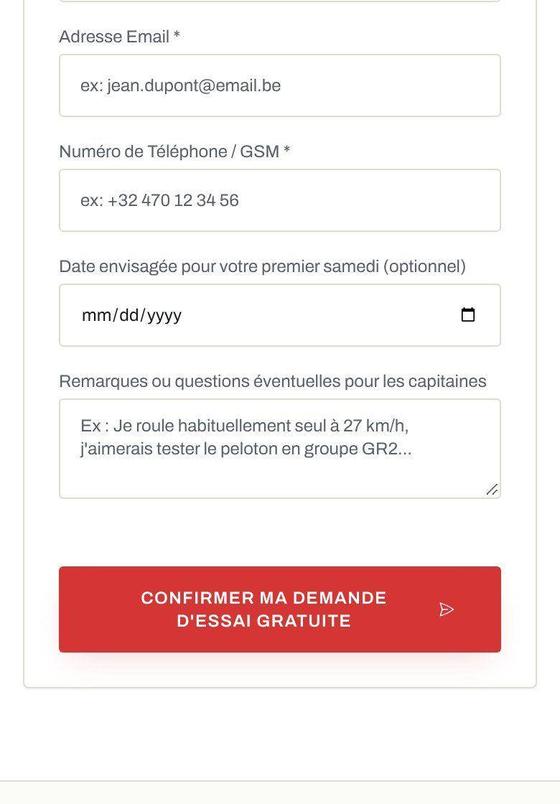 Adresse Email *
ex: jean.dupont@email.be
Numéro de Téléphone / GSM *
ex: +32 470 12 34 56
Date envisagée pour votre premier samedi (optionnel)
mm/dd/yyyy
Remarques ou questions éventuelles pour les capitaines
Ex : Je roule habituellement seul à 27 km/h,
j'aimerais tester le peloton en groupe GR2...
CONFIRMER MA DEMANDE
D'ESSAI GRATUITE